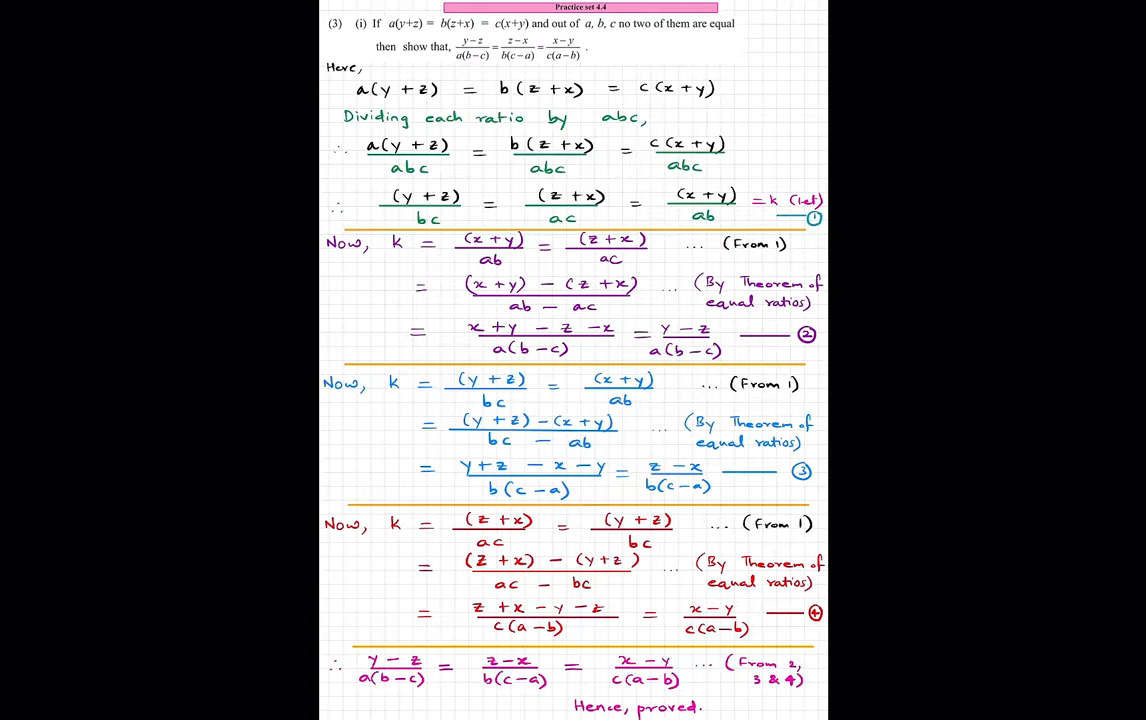 Practice set 4.4
(3) (i) If a(y+z) = b(z+x) = c(x+y) and out of a, b, c no two of them are equal
then show that, (y−z)/(a(b−c)) = (z−x)/(b(c−a)) = (x−y)/(c(a−b)) .
Here,
a(y + z) = b(z + x) = c(x + y)
Dividing each ratio by abc,
∴ a(y + z)/abc = b(z + x)/abc = c(x + y)/abc
∴ (y + z)/bc = (z + x)/ac = (x + y)/ab = k (let) —— ①
Now, k = (x + y)/ab = (z + x)/ac ... (From 1)
= ((x + y) − (z + x))/(ab − ac) ... (By Theorem of equal ratios)
= (x + y − z − x)/(a(b − c)) = (y − z)/(a(b − c)) —— ②
Now, k = (y + z)/bc = (x + y)/ab ... (From 1)
= ((y + z) − (x + y))/(bc − ab) ... (By Theorem of equal ratios)
= (y + z − x − y)/(b(c − a)) = (z − x)/(b(c − a)) —— ③
Now, k = (z + x)/ac = (y + z)/bc ... (From 1)
= ((z + x) − (y + z))/(ac − bc) ... (By Theorem of equal ratios)
= (z + x − y − z)/(c(a − b)) = (x − y)/(c(a − b)) —— ④
∴ (y − z)/(a(b − c)) = (z − x)/(b(c − a)) = (x − y)/(c(a − b)) ... (From 2, 3 & 4)
Hence, proved.